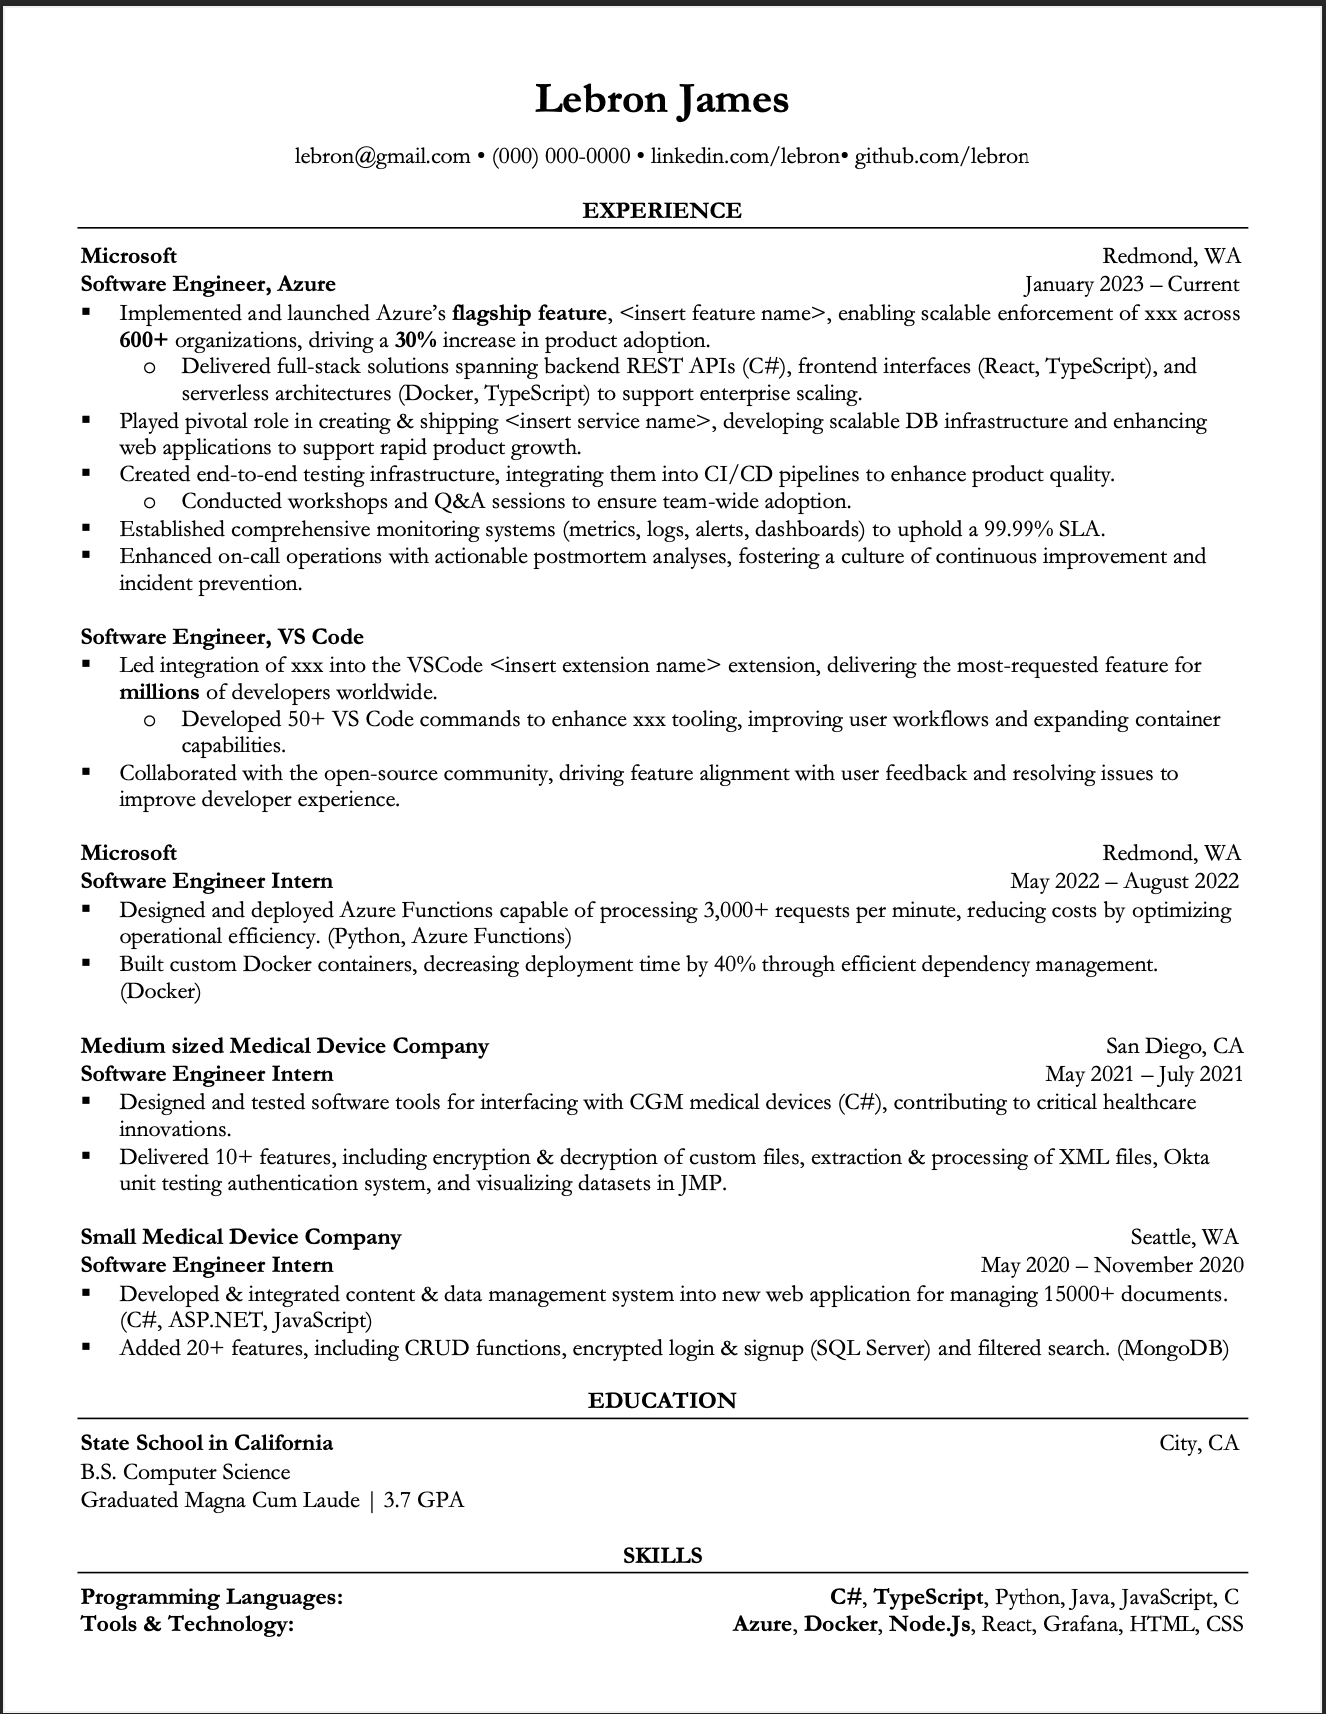 Lebron James
lebron@gmail.com • (000) 000-0000 • linkedin.com/lebron• github.com/lebron
EXPERIENCE
Microsoft Redmond, WA
Software Engineer, Azure January 2023 – Current
▪ Implemented and launched Azure’s flagship feature, <insert feature name>, enabling scalable enforcement of xxx across
600+ organizations, driving a 30% increase in product adoption.
o Delivered full-stack solutions spanning backend REST APIs (C#), frontend interfaces (React, TypeScript), and
serverless architectures (Docker, TypeScript) to support enterprise scaling.
▪ Played pivotal role in creating & shipping <insert service name>, developing scalable DB infrastructure and enhancing
web applications to support rapid product growth.
▪ Created end-to-end testing infrastructure, integrating them into CI/CD pipelines to enhance product quality.
o Conducted workshops and Q&A sessions to ensure team-wide adoption.
▪ Established comprehensive monitoring systems (metrics, logs, alerts, dashboards) to uphold a 99.99% SLA.
▪ Enhanced on-call operations with actionable postmortem analyses, fostering a culture of continuous improvement and
incident prevention.
Software Engineer, VS Code
▪ Led integration of xxx into the VSCode <insert extension name> extension, delivering the most-requested feature for
millions of developers worldwide.
o Developed 50+ VS Code commands to enhance xxx tooling, improving user workflows and expanding container
capabilities.
▪ Collaborated with the open-source community, driving feature alignment with user feedback and resolving issues to
improve developer experience.
Microsoft Redmond, WA
Software Engineer Intern May 2022 – August 2022
▪ Designed and deployed Azure Functions capable of processing 3,000+ requests per minute, reducing costs by optimizing
operational efficiency. (Python, Azure Functions)
▪ Built custom Docker containers, decreasing deployment time by 40% through efficient dependency management.
(Docker)
Medium sized Medical Device Company San Diego, CA
Software Engineer Intern May 2021 – July 2021
▪ Designed and tested software tools for interfacing with CGM medical devices (C#), contributing to critical healthcare
innovations.
▪ Delivered 10+ features, including encryption & decryption of custom files, extraction & processing of XML files, Okta
unit testing authentication system, and visualizing datasets in JMP.
Small Medical Device Company Seattle, WA
Software Engineer Intern May 2020 – November 2020
▪ Developed & integrated content & data management system into new web application for managing 15000+ documents.
(C#, ASP.NET, JavaScript)
▪ Added 20+ features, including CRUD functions, encrypted login & signup (SQL Server) and filtered search. (MongoDB)
EDUCATION
State School in California City, CA
B.S. Computer Science
Graduated Magna Cum Laude | 3.7 GPA
SKILLS
Programming Languages: C#, TypeScript, Python, Java, JavaScript, C
Tools & Technology: Azure, Docker, Node.Js, React, Grafana, HTML, CSS